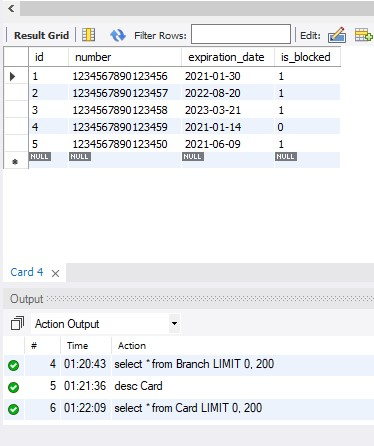 Result Grid Filter Rows: Edit:
id number expiration_date is_blocked
1 1234567890123456 2021-01-30 1
2 1234567890123457 2022-08-20 1
3 1234567890123458 2023-03-21 1
4 1234567890123459 2021-01-14 0
5 1234567890123450 2021-06-09 1
NULL NULL NULL NULL
Card 4
Output
Action Output
# Time Action
4 01:20:43 select * from Branch LIMIT 0, 200
5 01:21:36 desc Card
6 01:22:09 select * from Card LIMIT 0, 200